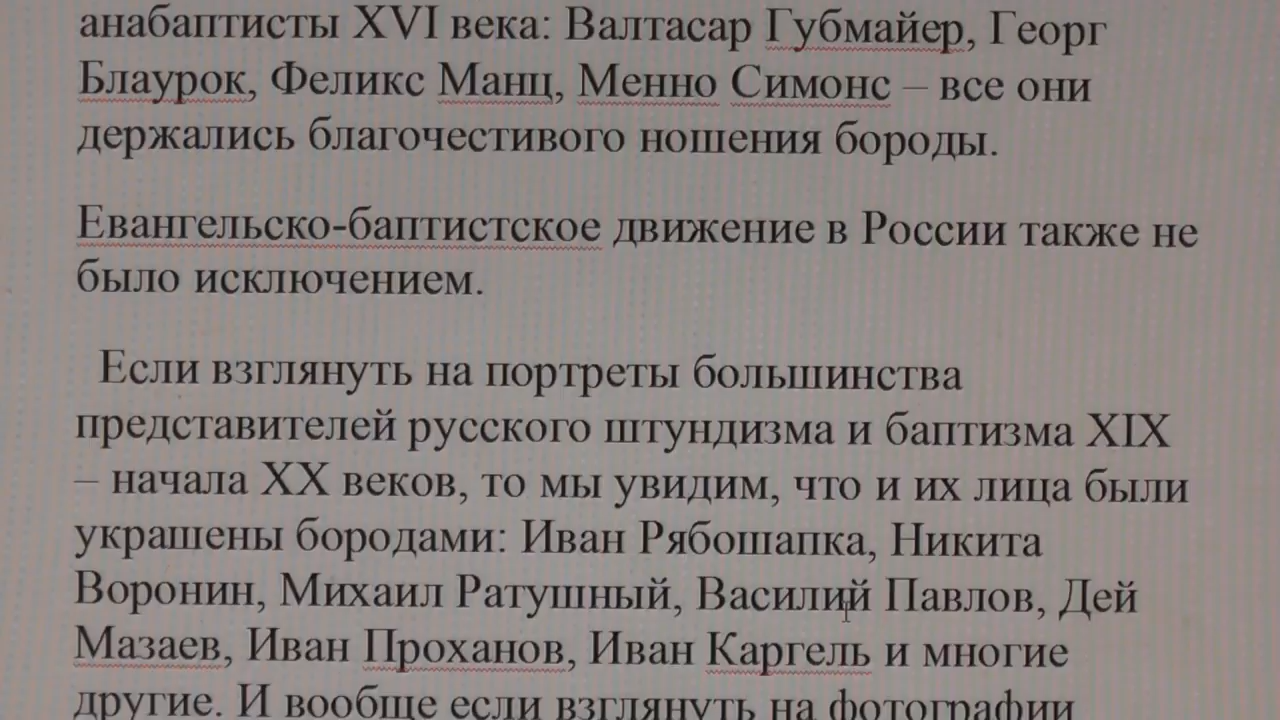 анабаптисты XVI века: Валтасар Губмайер, Георг
Блаурок, Феликс Манц, Менно Симонс – все они
держались благочестивого ношения бороды.
Евангельско-баптистское движение в России также не
было исключением.
Если взглянуть на портреты большинства
представителей русского штундизма и баптизма XIX
– начала XX веков, то мы увидим, что и их лица были
украшены бородами: Иван Рябошапка, Никита
Воронин, Михаил Ратушный, Василий Павлов, Дей
Мазаев, Иван Проханов, Иван Каргель и многие
другие. И вообще если взглянуть на фотографии